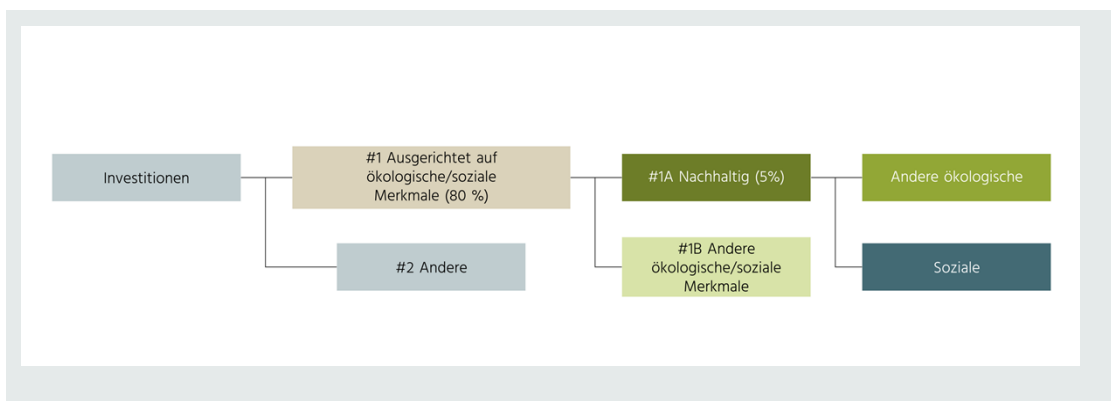 Investitionen
#1 Ausgerichtet auf
ökologische/soziale
Merkmale (80 %)
#1A Nachhaltig (5%)
Andere ökologische
#2 Andere
#1B Andere
ökologische/soziale
Merkmale
Soziale